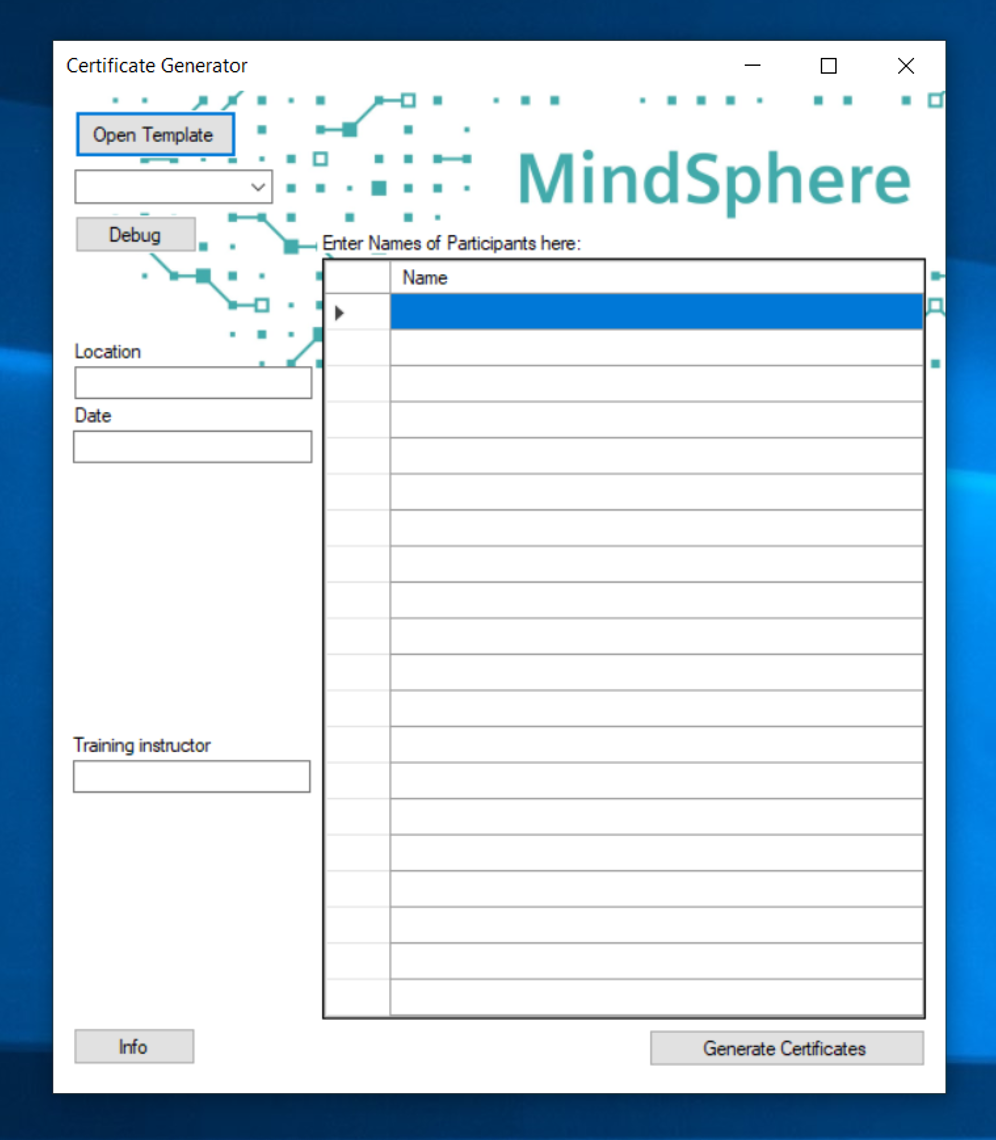 Certificate Generator
Open Template
MindSphere
Debug
Enter Names of Participants here:
Name
Location
Date
Training instructor
Info
Generate Certificates